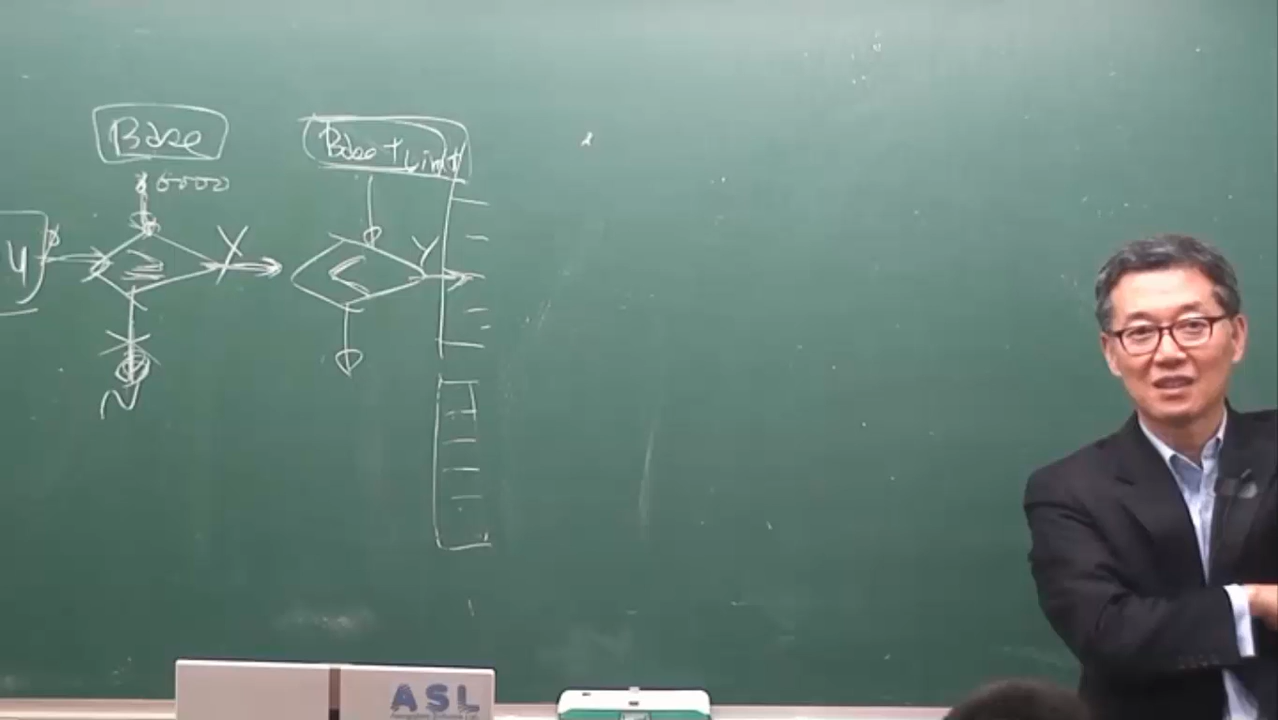 Base
Base + Limit
y
≥
Y
<
Y
N
ASL